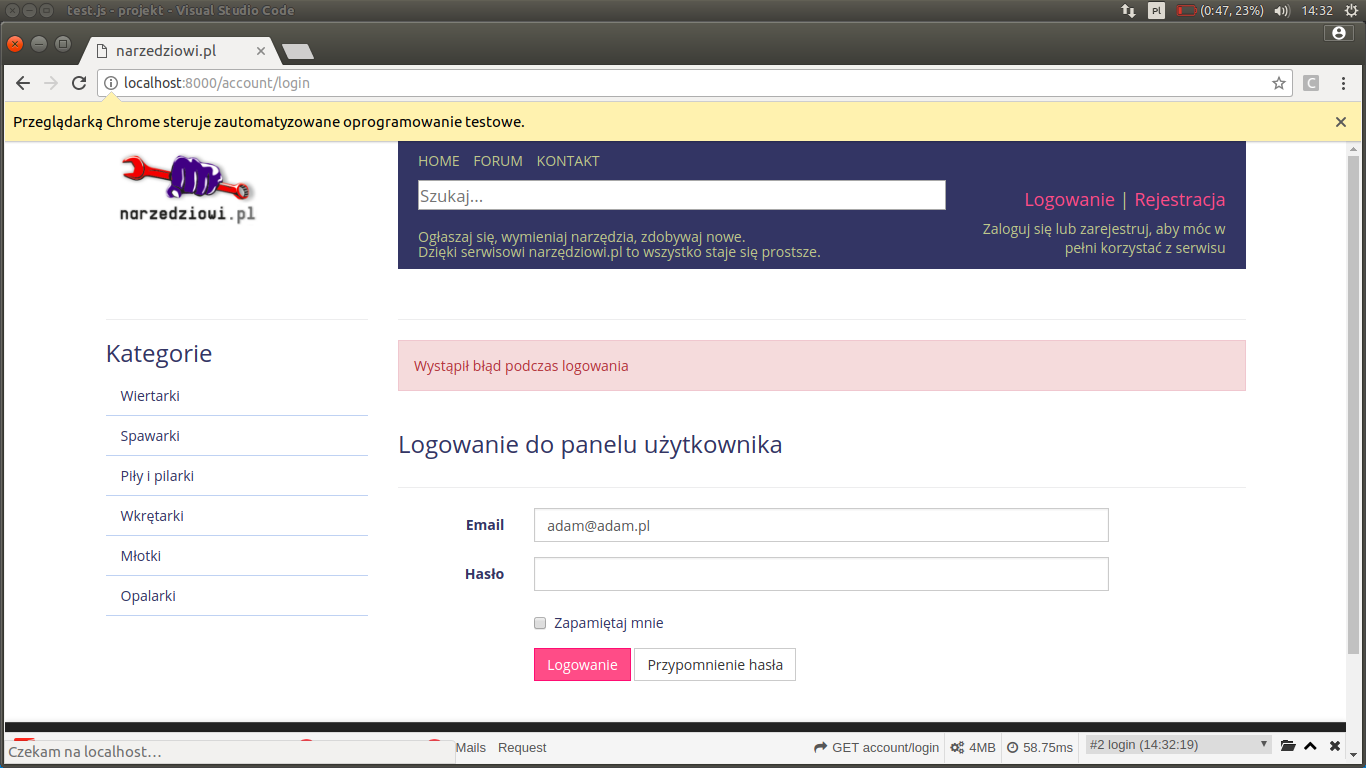 test.js - projekt - Visual Studio Code
Pl (0:47, 23%) 14:32
narzedziowi.pl
localhost:8000/account/login
C
Przeglądarką Chrome steruje zautomatyzowane oprogramowanie testowe.
narzedziowi.pl
HOME FORUM KONTAKT
Szukaj...
Logowanie | Rejestracja
Ogłaszaj się, wymieniaj narzędzia, zdobywaj nowe.
Dzięki serwisowi narzędziowi.pl to wszystko staje się prostsze.
Zaloguj się lub zarejestruj, aby móc w
pełni korzystać z serwisu
Kategorie
Wiertarki
Spawarki
Piły i pilarki
Wkrętarki
Młotki
Opalarki
Wystąpił błąd podczas logowania
Logowanie do panelu użytkownika
Email
adam@adam.pl
Hasło
Zapamiętaj mnie
Logowanie
Przypomnienie hasła
Czekam na localhost...
Mails Request
GET account/login 4MB 58.75ms #2 login (14:32:19)